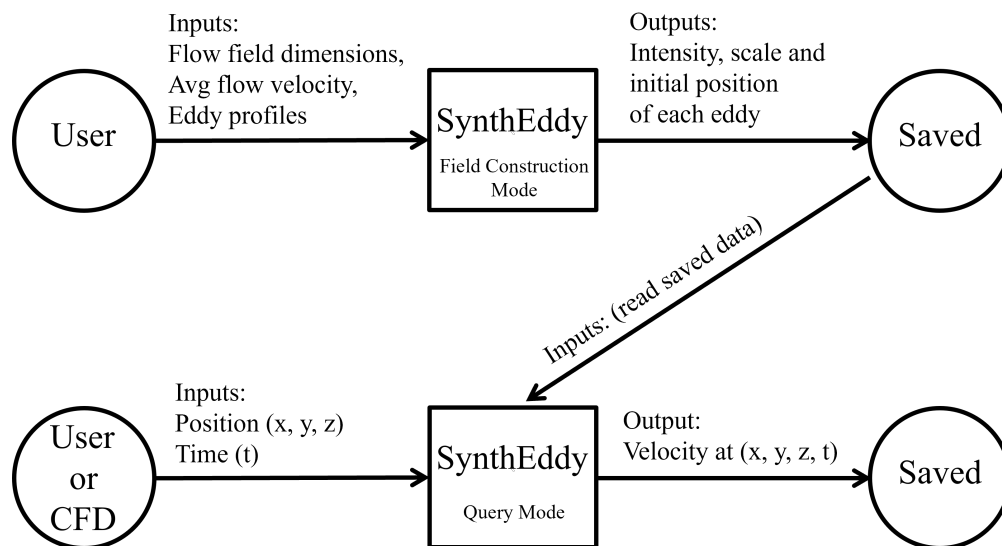 Inputs:
Flow field dimensions,
Avg flow velocity,
Eddy profiles
Outputs:
Intensity, scale and
initial position
of each eddy
User
SynthEddy
Field Construction
Mode
Saved
Inputs: (read saved data)
Inputs:
Position (x, y, z)
Time (t)
Output:
Velocity at (x, y, z, t)
User
or
CFD
SynthEddy
Query Mode
Saved